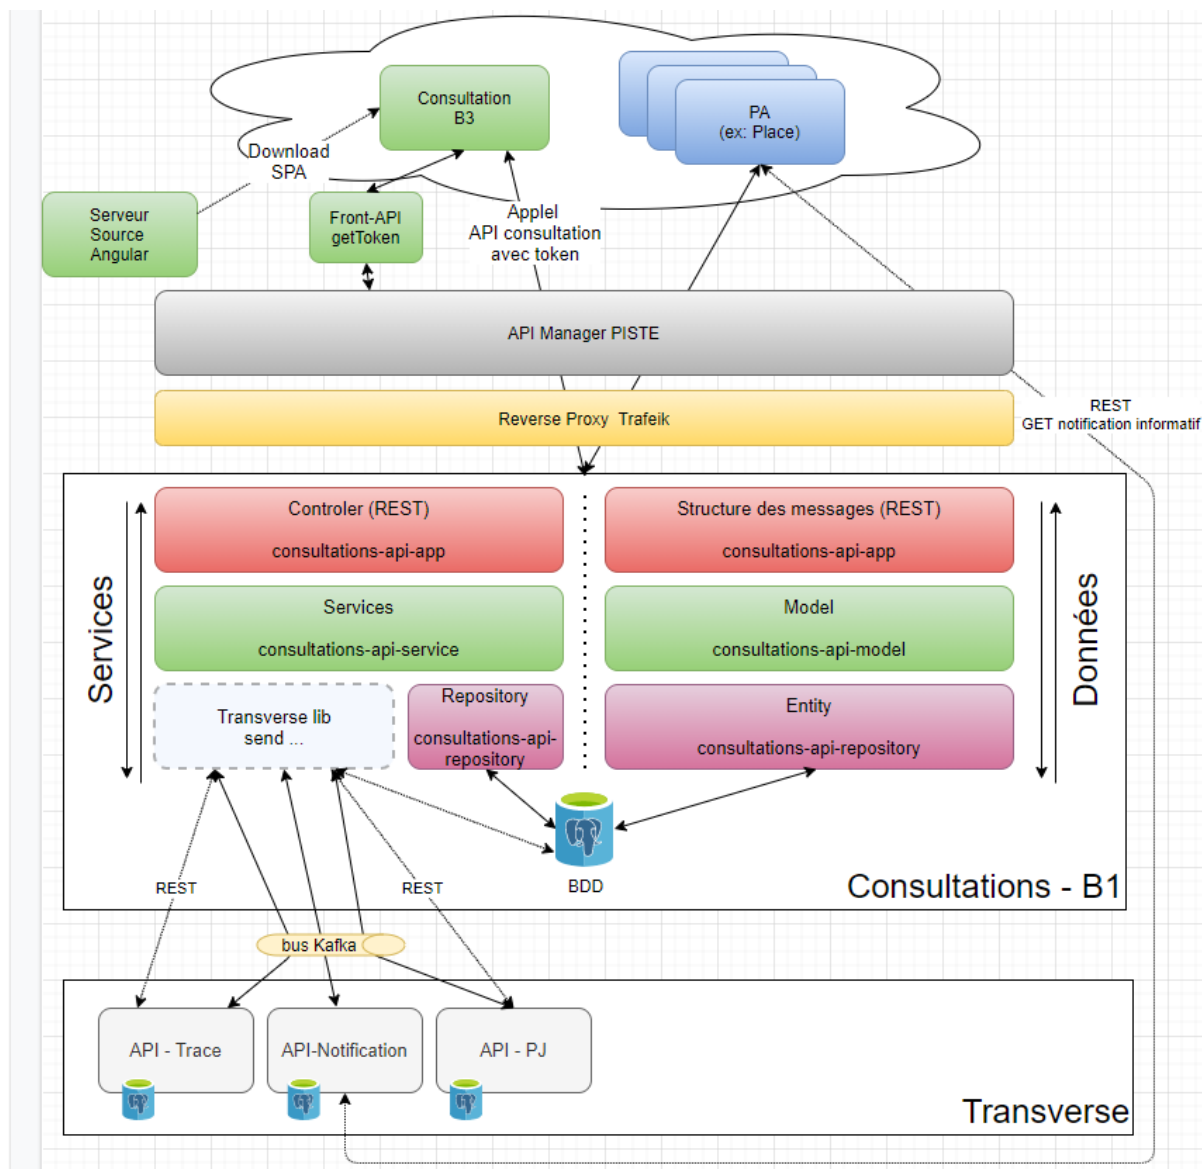 Consultation
B3
PA
(ex: Place)
Download
SPA
Serveur
Source
Angular
Front-API
getToken
Applel
API consultation
avec token
API Manager PISTE
REST
GET notification informatif
Reverse Proxy  Trafeik
Services
Controler (REST)
consultations-api-app
Structure des messages (REST)
consultations-api-app
Données
Services
consultations-api-service
Model
consultations-api-model
Transverse lib
send ...
Repository
consultations-api-
repository
Entity
consultations-api-repository
BDD
Consultations - B1
REST
REST
bus Kafka
API - Trace
API-Notification
API - PJ
Transverse